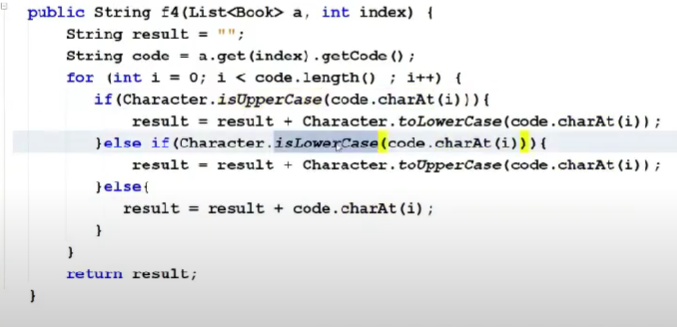 public String f4(List<Book> a, int index) {
String result = "";
String code = a.get(index).getCode();
for (int i = 0; i < code.length() ; i++) {
if(Character.isUpperCase(code.charAt(i))){
result = result + Character.toLowerCase(code.charAt(i));
}else if(Character.isLowerCase(code.charAt(i))){
result = result + Character.toUpperCase(code.charAt(i));
}else{
result = result + code.charAt(i);
}
}
return result;
}